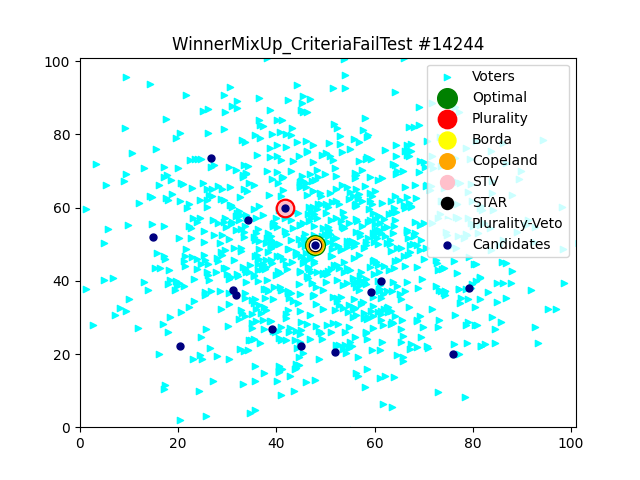 WinnerMixUp_CriteriaFailTest #14244
100
80
60
40
20
0
0 20 40 60 80 100
Voters
Optimal
Plurality
Borda
Copeland
STV
STAR
Plurality-Veto
Candidates